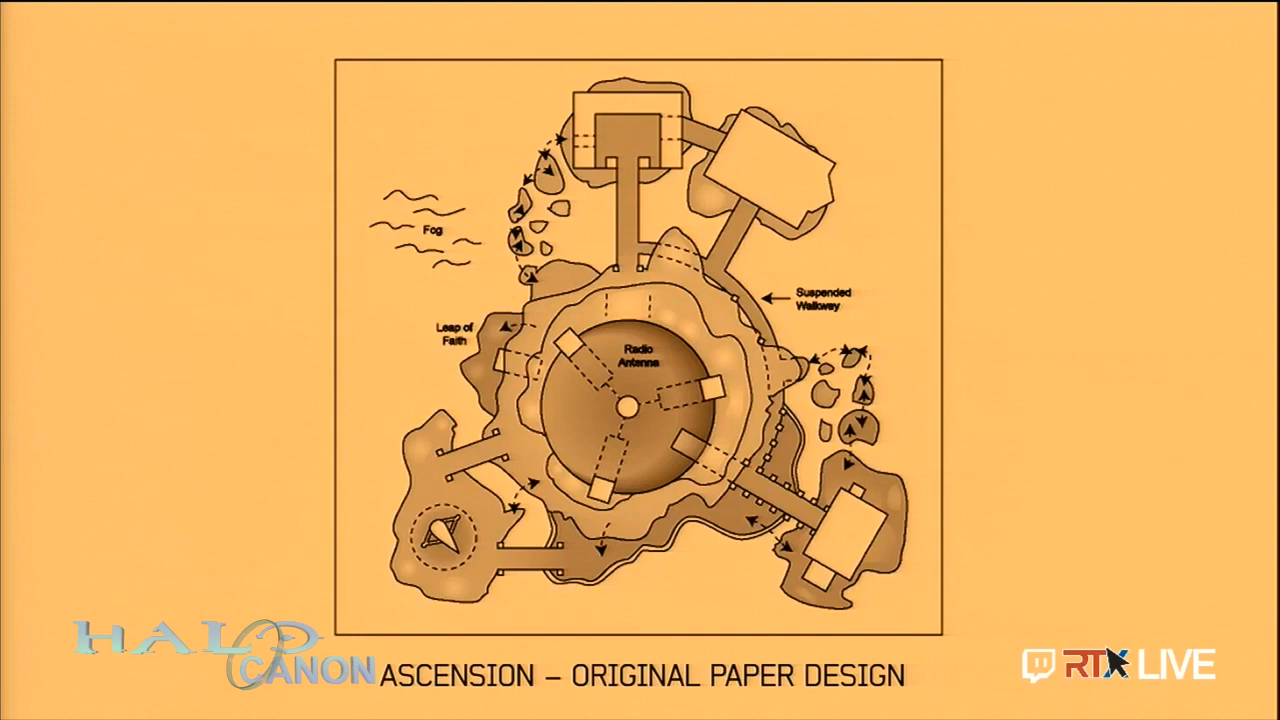 Fog
Suspended
Walkway
Leap of
Faith
Radio
Antenna
HALO
CANON
ASCENSION – ORIGINAL PAPER DESIGN
RTX LIVE